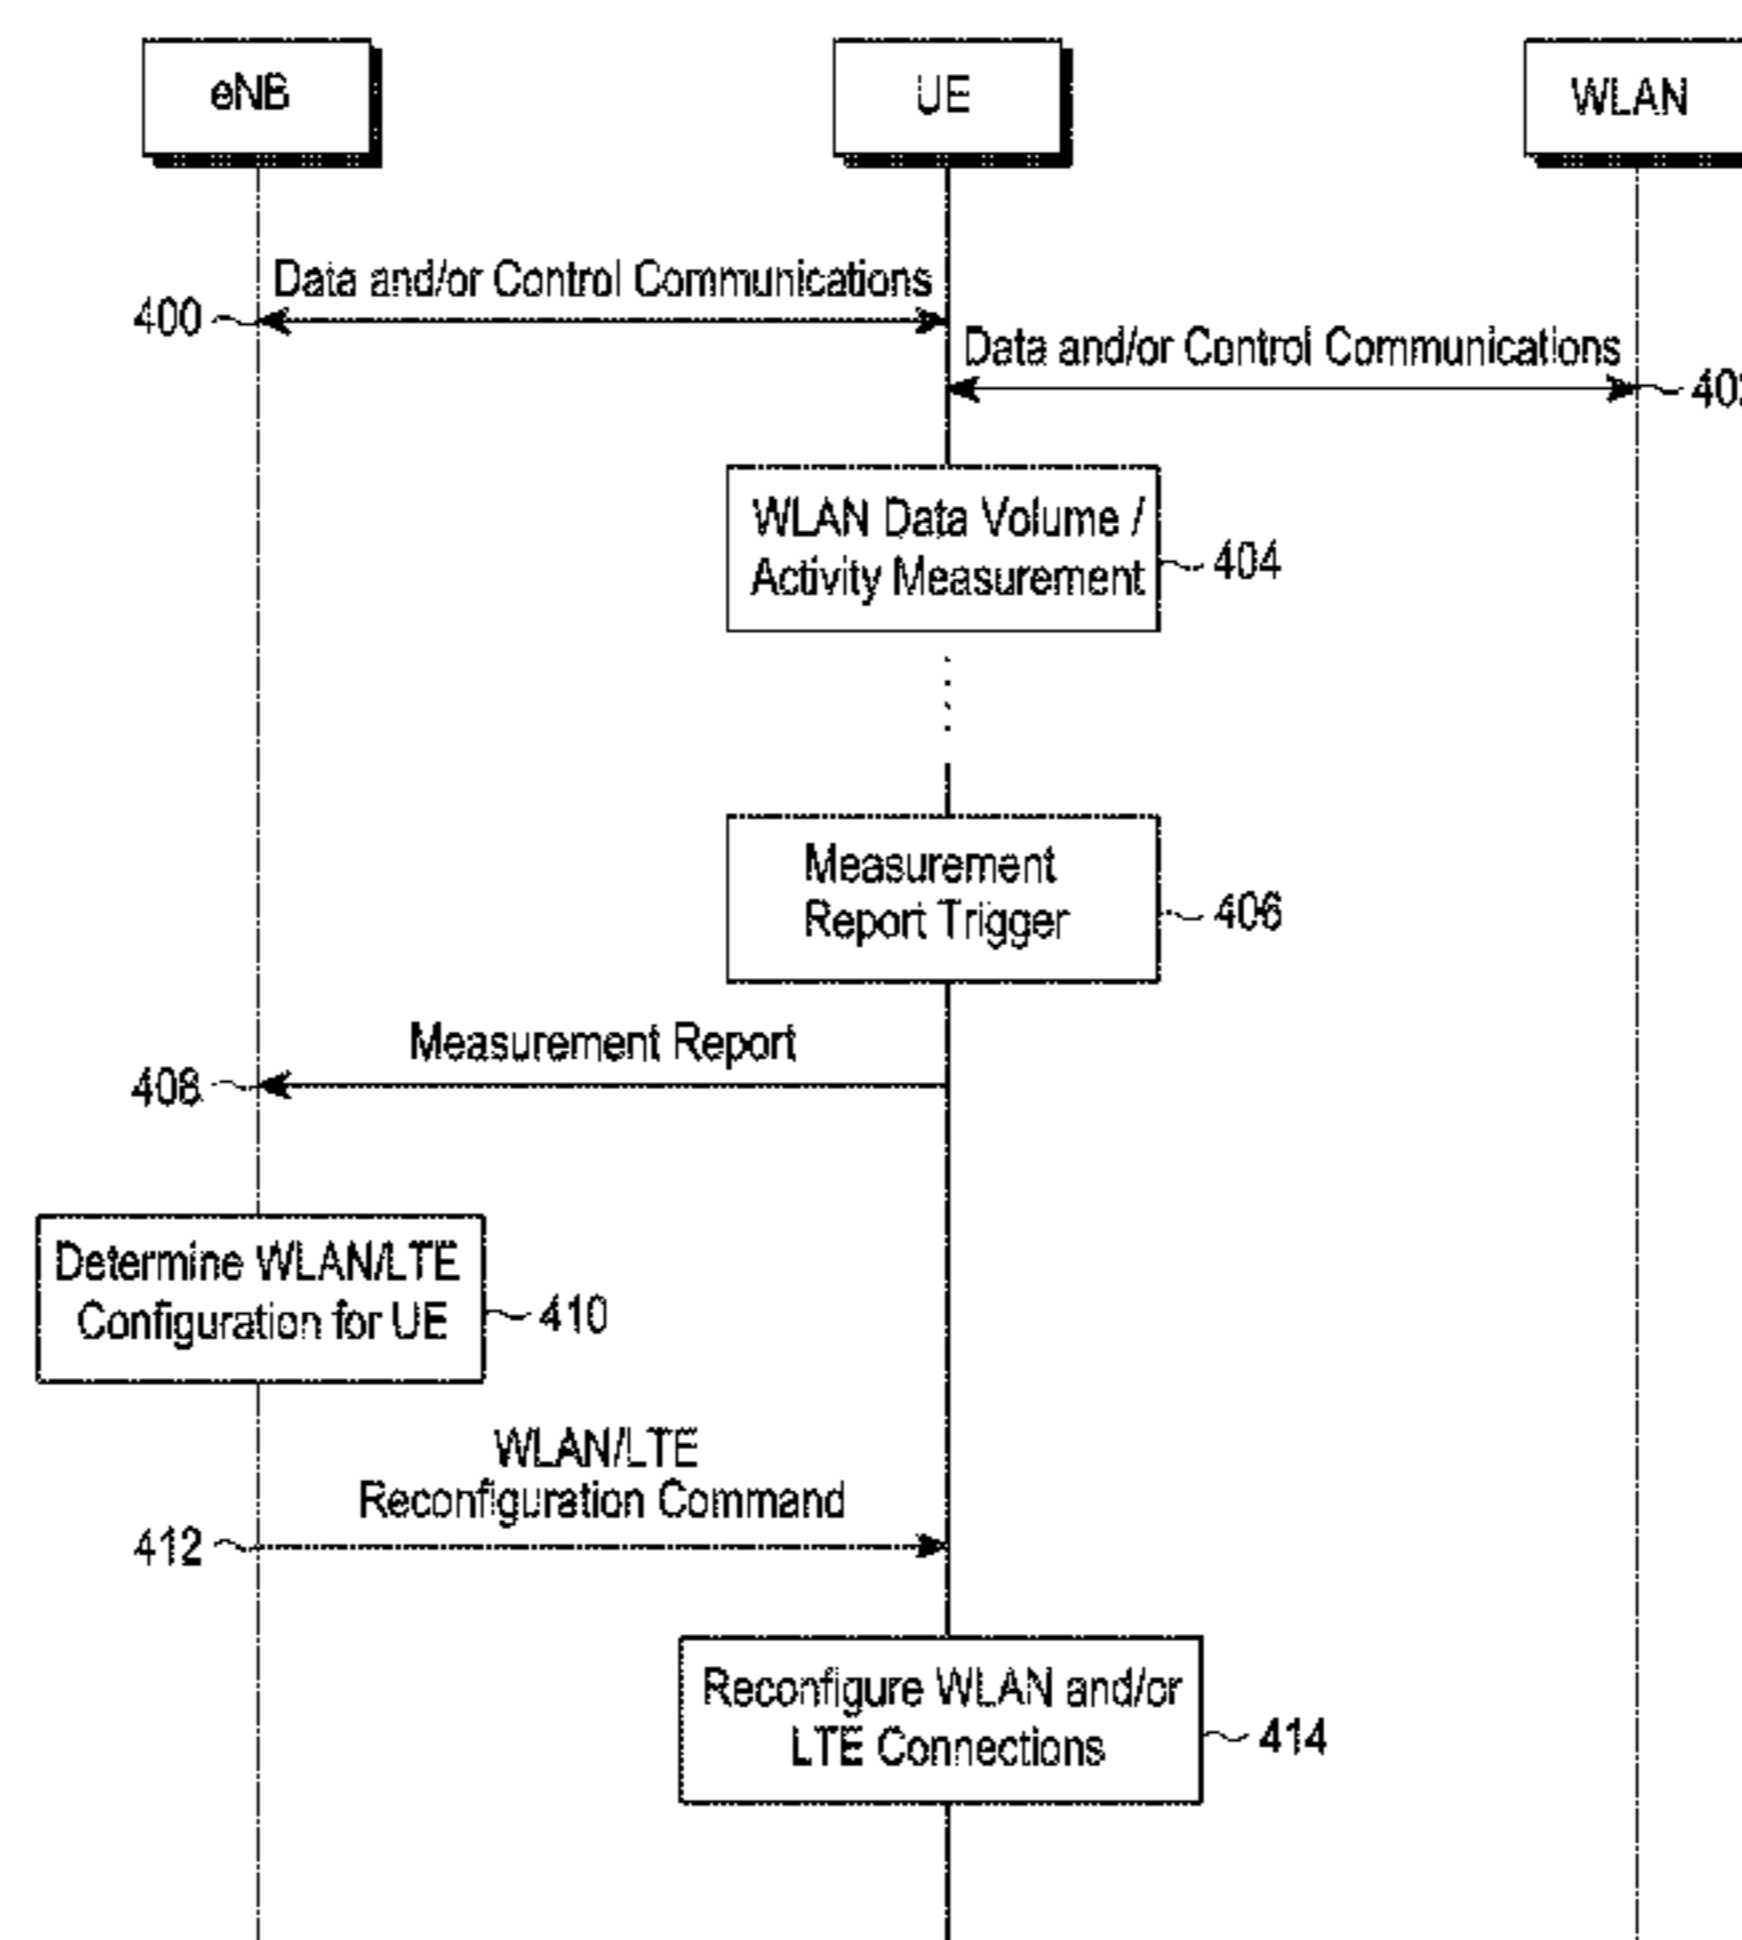 eNB
UE
WLAN
Data and/or Control Communications
400
Data and/or Control Communications
WLAN Data Volume /
Activity Measurement
404
Measurement
Report Trigger
406
Measurement Report
408
Determine WLAN/LTE
Configuration for UE
410
WLAN/LTE
Reconfiguration Command
412
Reconfigure WLAN and/or
LTE Connections
414